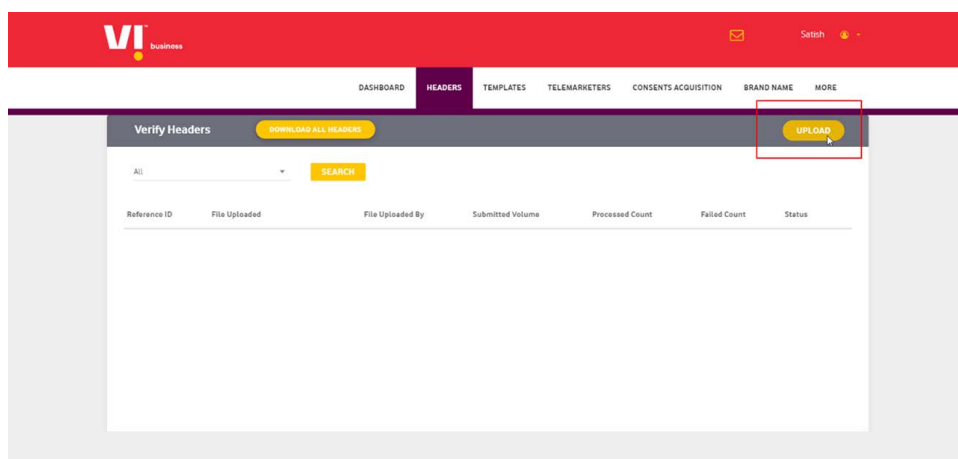 VI
business
Satish
DASHBOARD HEADERS TEMPLATES TELEMARKETERS CONSENTS ACQUISITION BRAND NAME MORE
Verify Headers DOWNLOAD ALL HEADERS UPLOAD
All SEARCH
Reference ID File Uploaded File Uploaded By Submitted Volume Processed Count Failed Count Status